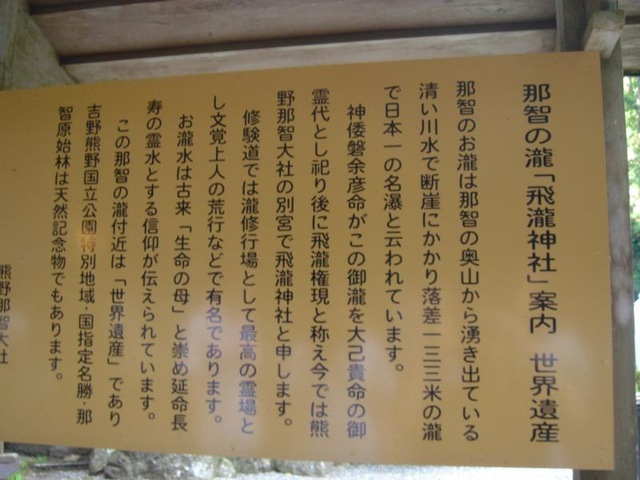 那智の瀧「飛瀧神社」案内 世界遺産
那智のお瀧は那智の奥山から湧き出ている
清い川水で断崖にかかり落差一三三米の瀧
で日本一の名瀑と云われています。
神倭磐余彦命がこの御瀧を大己貴命の御
霊代とし祀り後に飛瀧権現と称え今では熊
野那智大社の別宮で飛瀧神社と申します。
修験道では瀧修行場として最高の霊場と
し文覚上人の荒行などで有名であります。
お瀧水は古来「生命の母」と崇め延命長
寿の霊水とする信仰が伝えられています。
この那智の瀧付近は「世界遺産」であり
吉野熊野国立公園特別地域・国指定名勝・那
智原始林は天然記念物でもあります。
熊野那智大社